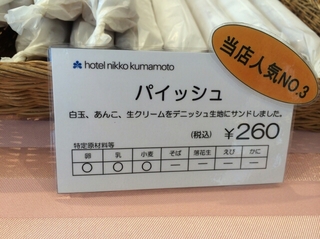 hotel nikko kumamoto
当店人気NO.3
パイッシュ
白玉、あんこ、生クリームをデニッシュ生地にサンドしました。
(税込) ¥260
特定原材料等
卵 乳 小麦 そば 落花生 えび かに
○ ○ ○ ー ー ー ー